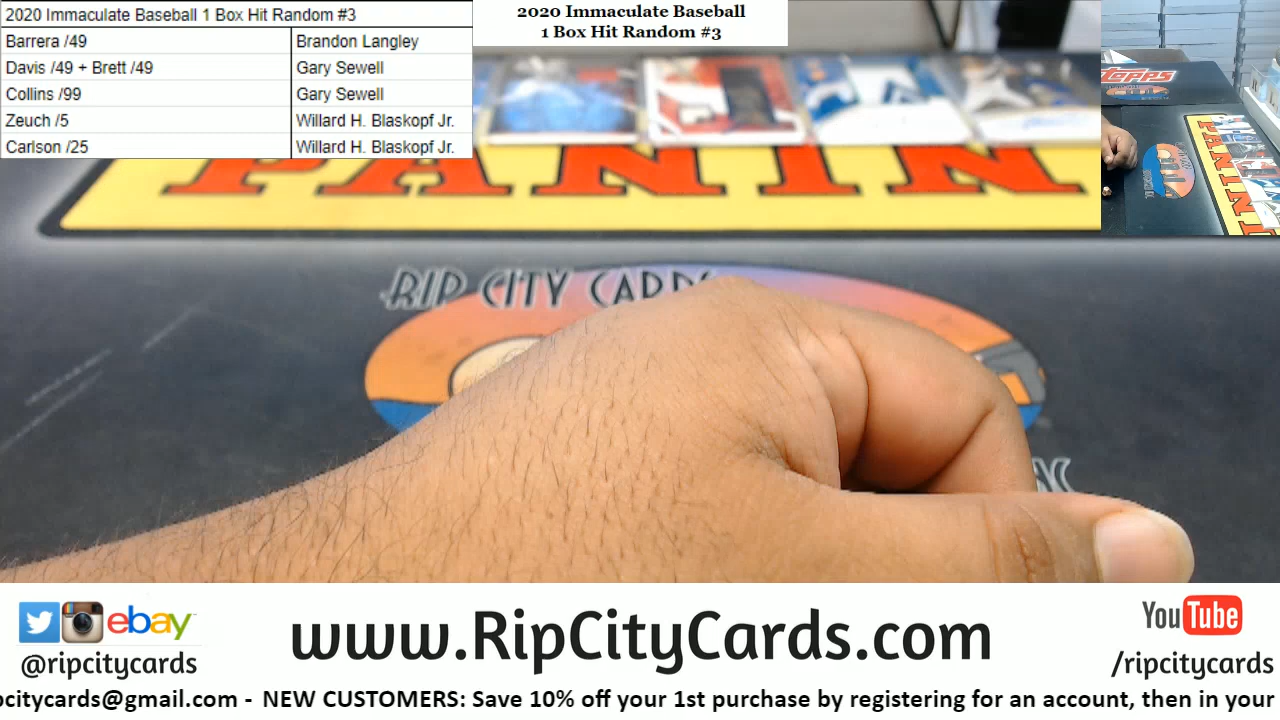 2020 Immaculate Baseball 1 Box Hit Random #3
Barrera /49 Brandon Langley
Davis /49 + Brett /49 Gary Sewell
Collins /99 Gary Sewell
Zeuch /5 Willard H. Blaskopf Jr.
Carlson /25 Willard H. Blaskopf Jr.
2020 Immaculate Baseball
1 Box Hit Random #3
Topps
PANINI
PANINI
RIP CITY CARDS
ebay
@ripcitycards
www.RipCityCards.com
YouTube
/ripcitycards
pcitycards@gmail.com - NEW CUSTOMERS: Save 10% off your 1st purchase by registering for an account, then in your